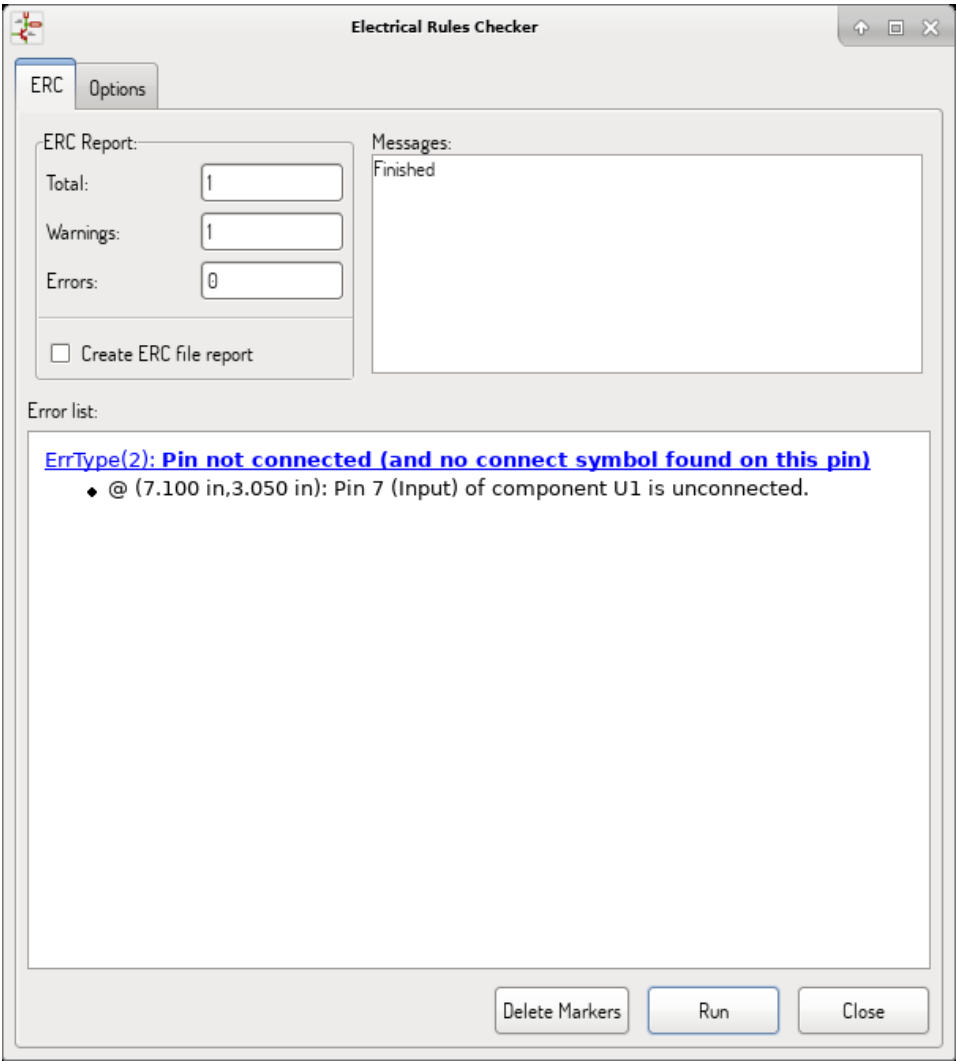 Electrical Rules Checker
ERC
Options
ERC Report:
Total:
1
Warnings:
1
Errors:
0
Create ERC file report
Messages:
Finished
Error list:
ErrType(2): Pin not connected (and no connect symbol found on this pin)
@ (7.100 in,3.050 in): Pin 7 (Input) of component U1 is unconnected.
Delete Markers
Run
Close